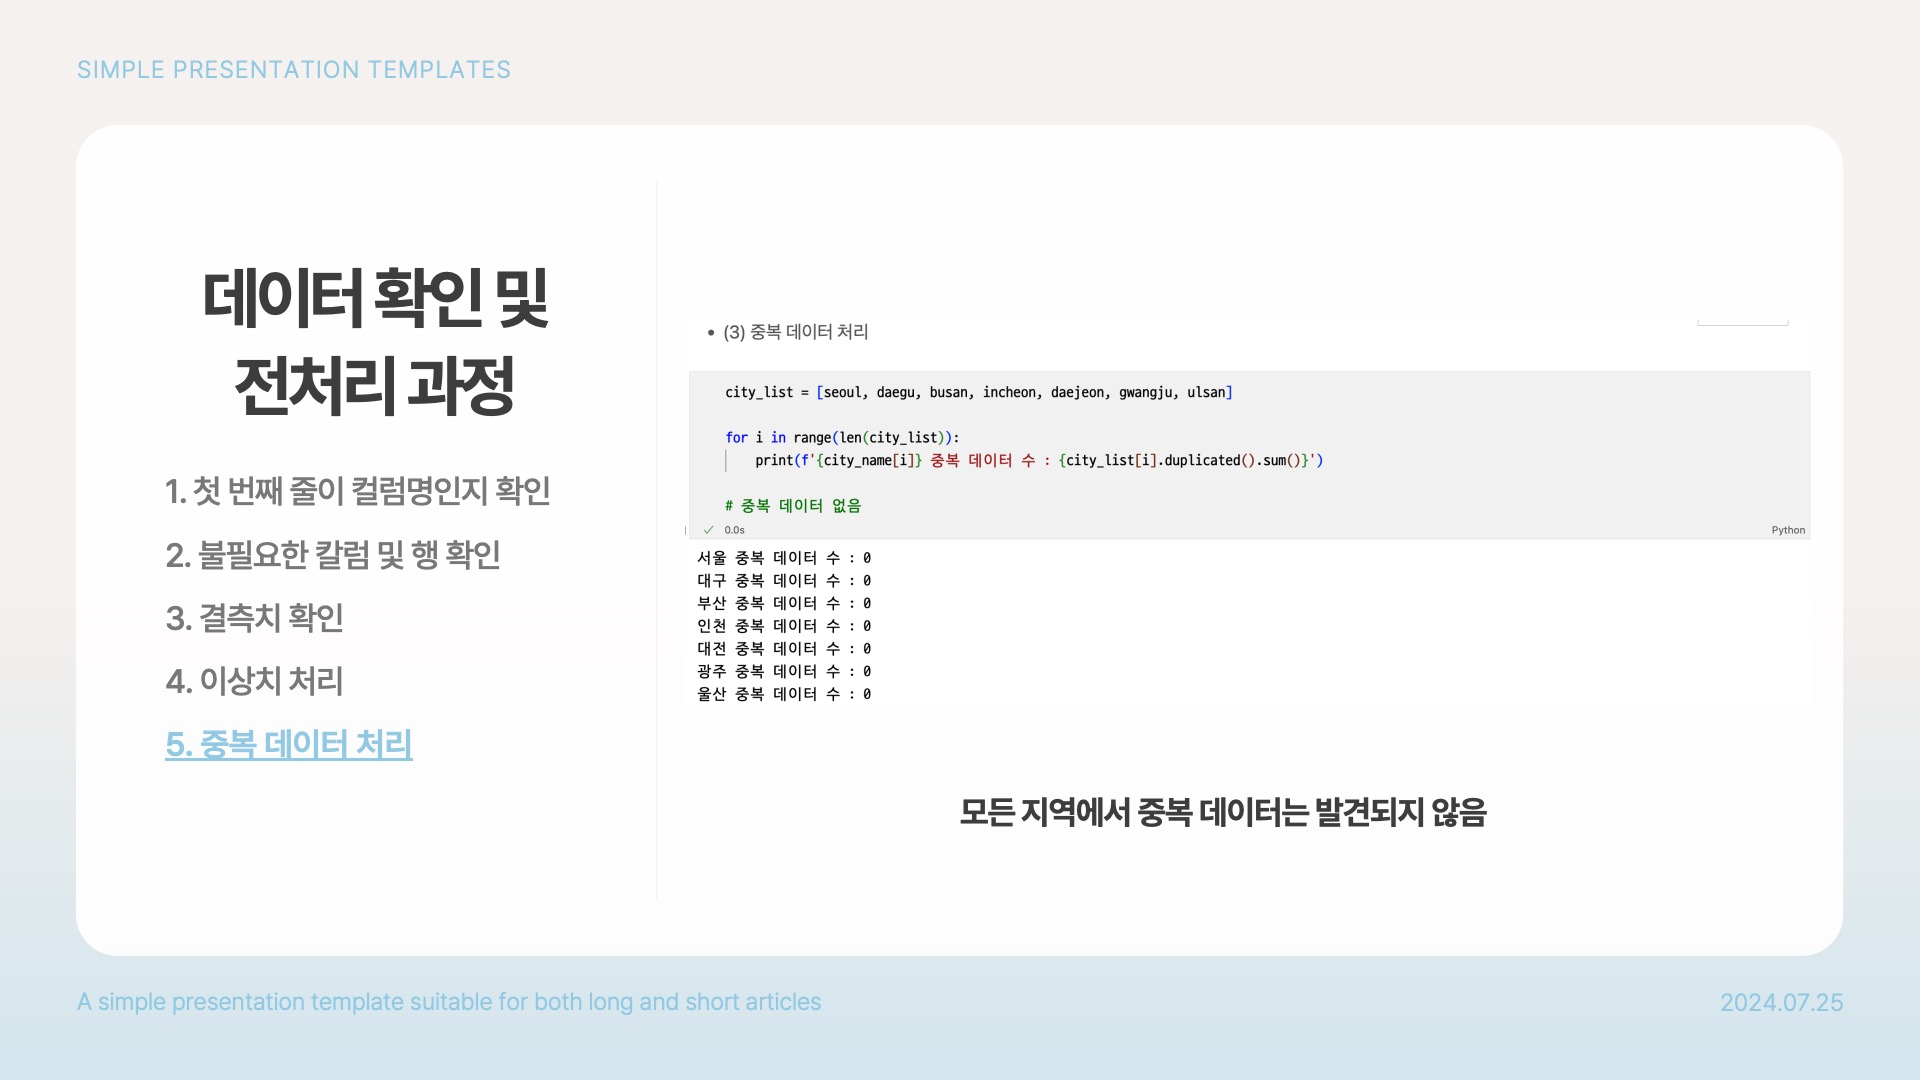 SIMPLE PRESENTATION TEMPLATES
데이터 확인 및
전처리 과정
1. 첫 번째 줄이 컬럼명인지 확인
2. 불필요한 칼럼 및 행 확인
3. 결측치 확인
4. 이상치 처리
5. 중복 데이터 처리
• (3) 중복 데이터 처리
city_list = [seoul, daegu, busan, incheon, daejeon, gwangju, ulsan]
for i in range(len(city_list)):
print(f'{city_name[i]} 중복 데이터 수 : {city_list[i].duplicated().sum()}')
# 중복 데이터 없음
✓ 0.0s
Python
서울 중복 데이터 수 : 0
대구 중복 데이터 수 : 0
부산 중복 데이터 수 : 0
인천 중복 데이터 수 : 0
대전 중복 데이터 수 : 0
광주 중복 데이터 수 : 0
울산 중복 데이터 수 : 0
모든 지역에서 중복 데이터는 발견되지 않음
A simple presentation template suitable for both long and short articles
2024.07.25